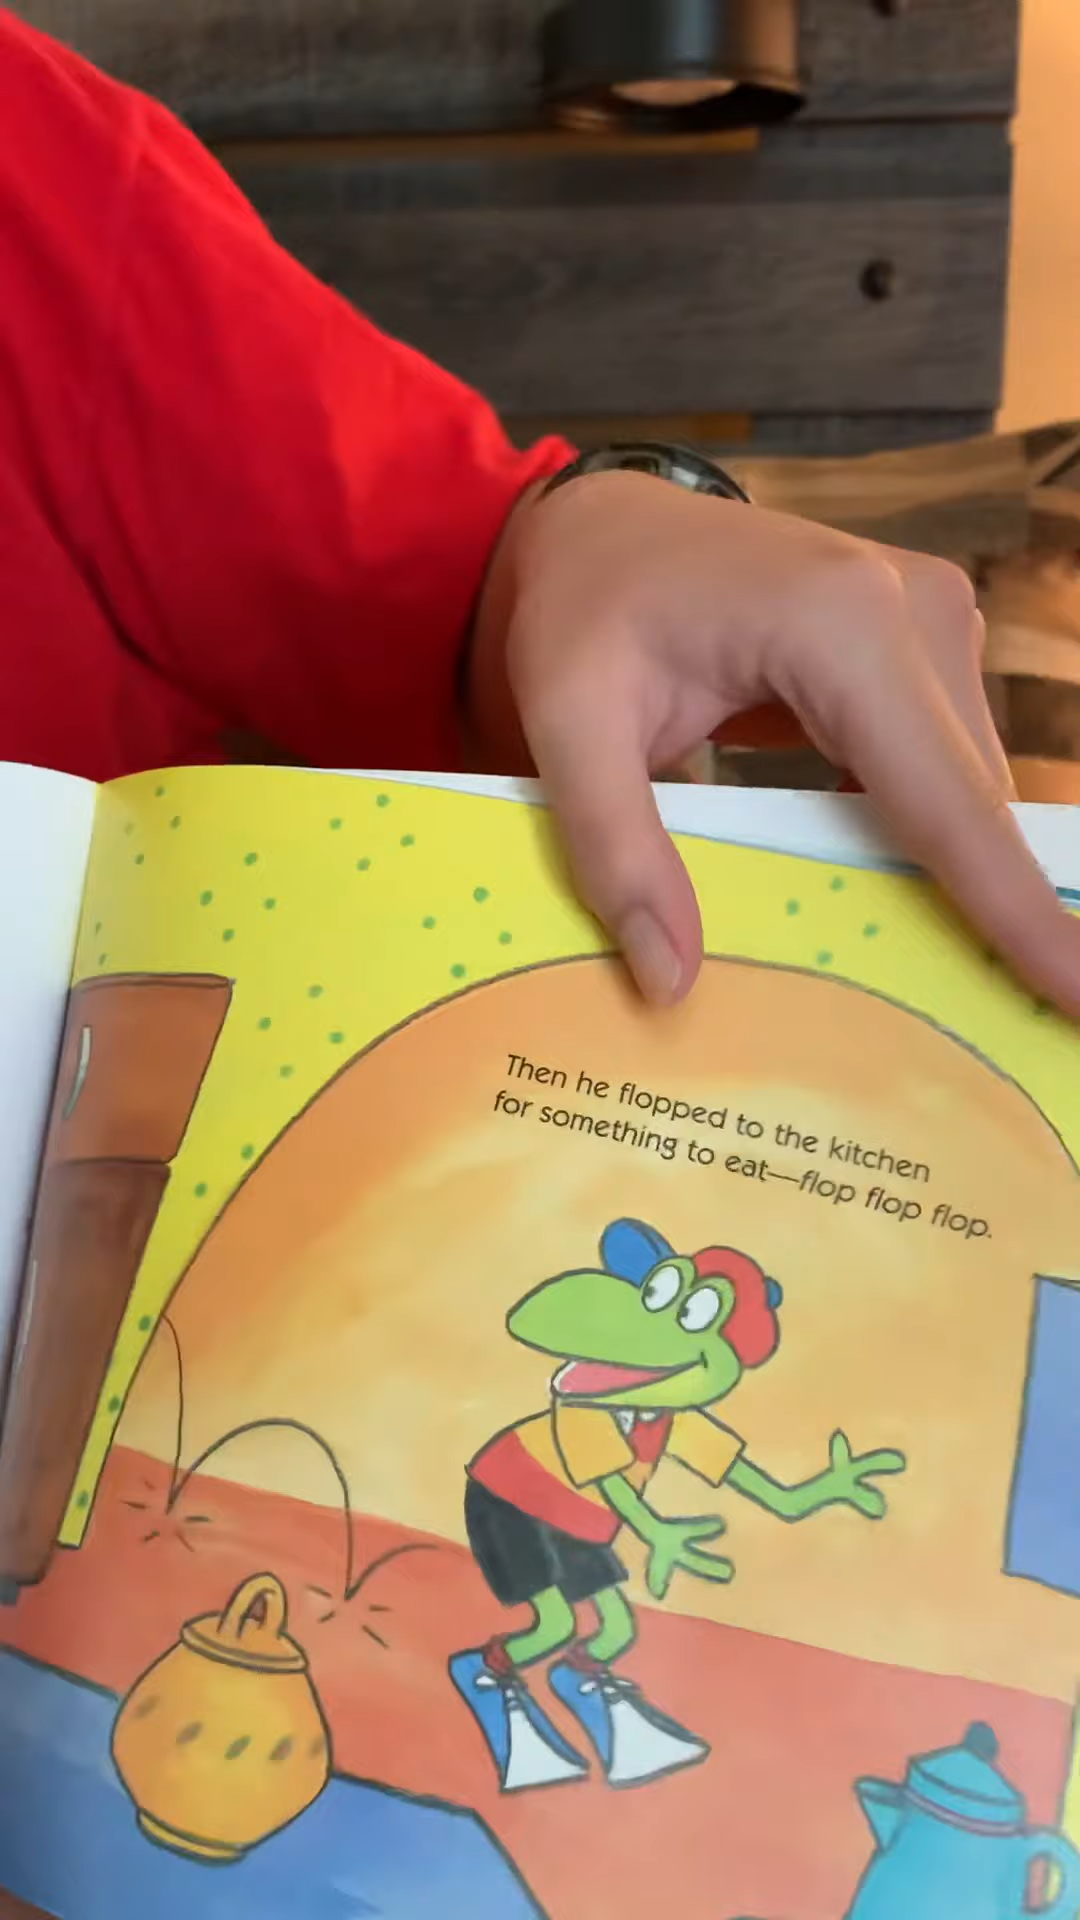 Then he flopped to the kitchen
for something to eat—flop flop flop.